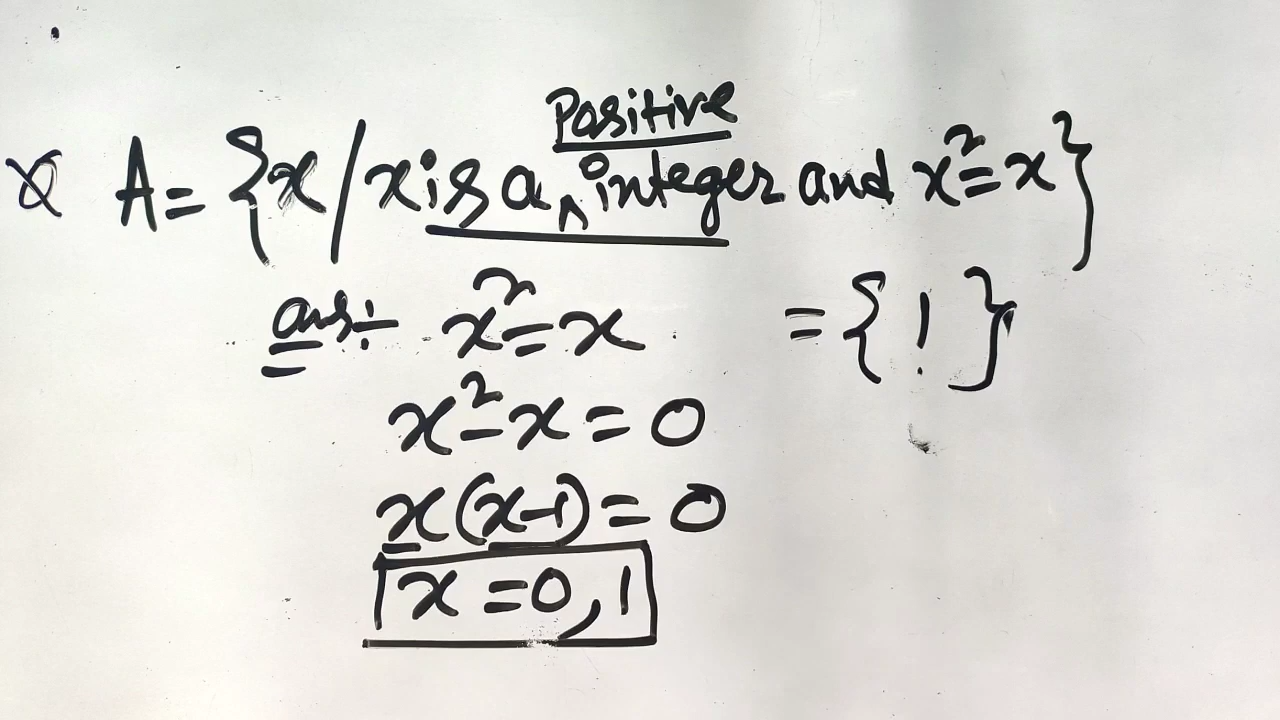 Q A = {x / x is a ^ Positive integer and x² = x}
ans:- x² = x = {1}
x² - x = 0
x(x-1) = 0
x = 0, 1